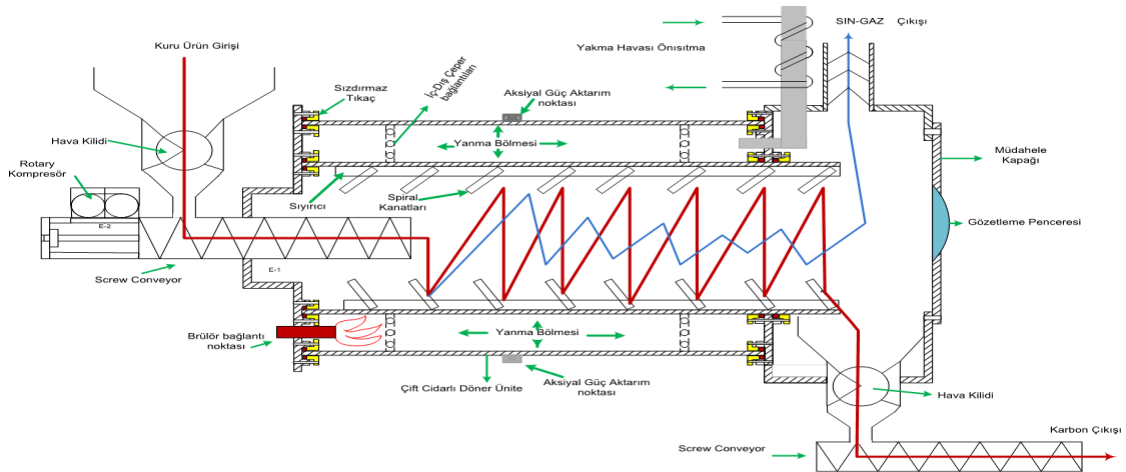 SIN-GAZ Çıkışı
Kuru Ürün Girişi
Yakma Havası Önısıtma
Sızdırmaz
Tıkaç
İç-Dış Çeper
bağlantıları
Aksiyal Güç Aktarım
noktası
Hava Kilidi
Yanma Bölmesi
Müdahele
Kapağı
Rotary
Kompresör
Sıyırıcı
Spiral
Kanatları
E-2
Gözetleme Penceresi
E-1
Screw Conveyor
Brülör bağlantı
noktası
Yanma Bölmesi
Çift Cidarlı Döner Ünite
Aksiyal Güç Aktarım
noktası
Hava Kilidi
Karbon Çıkışı
Screw Conveyor